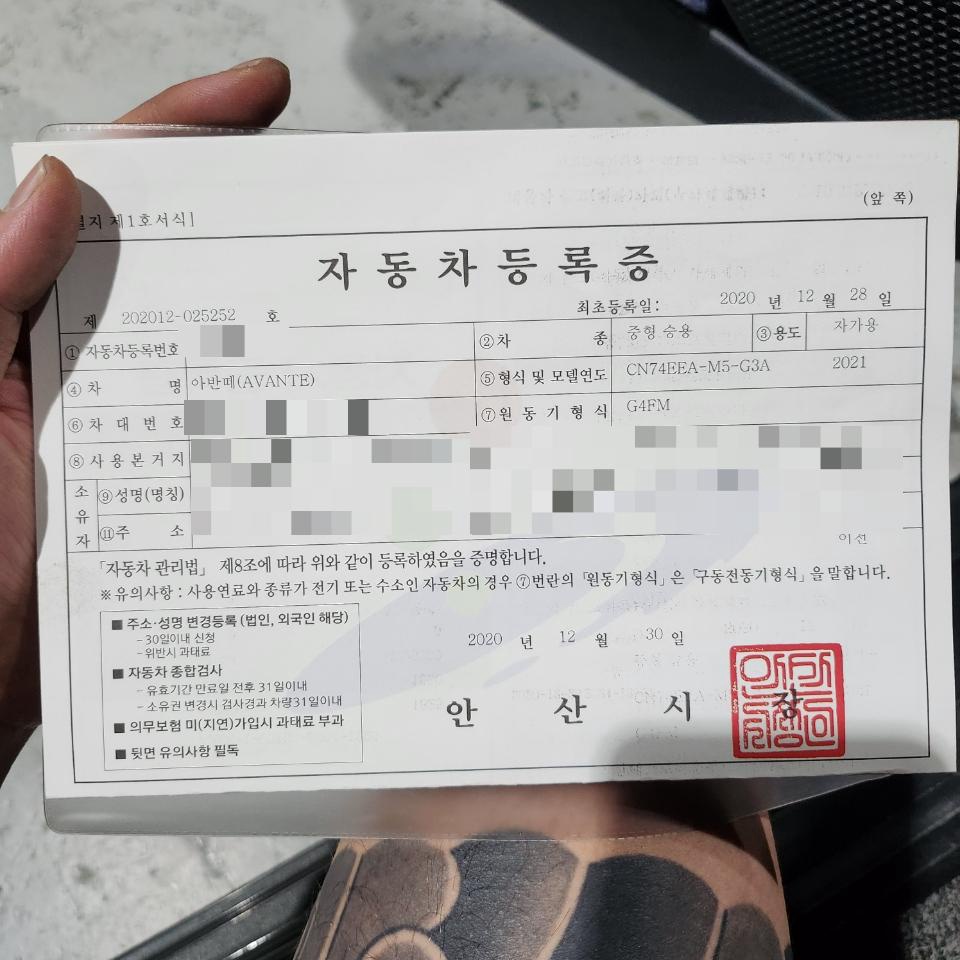 별지 제1호서식]
(앞 쪽)
자동차등록증
제 202012-025252 호
최초등록일: 2020 년 12 월 28 일
① 자동차등록번호
② 차 종 중형 승용
③ 용도 자가용
④ 차 명 아반떼(AVANTE)
⑤ 형식 및 모델연도 CN74EEA-M5-G3A 2021
⑥ 차 대 번 호
⑦ 원 동 기 형 식 G4FM
⑧ 사 용 본 거 지
소유자
⑨ 성명(명칭)
⑪ 주 소
이선
「자동차 관리법」 제8조에 따라 위와 같이 등록하였음을 증명합니다.
※ 유의사항 : 사용연료와 종류가 전기 또는 수소인 자동차의 경우 ⑦번란의 「원동기형식」은 「구동전동기형식」을 말합니다.
■ 주소·성명 변경등록 (법인, 외국인 해당)
- 30일이내 신청
- 위반시 과태료
■ 자동차 종합검사
- 유효기간 만료일 전후 31일이내
- 소유권 변경시 검사경과 차량31일이내
■ 의무보험 미(지연)가입시 과태료 부과
■ 뒷면 유의사항 필독
2020 년 12 월 30 일
안 산 시 장